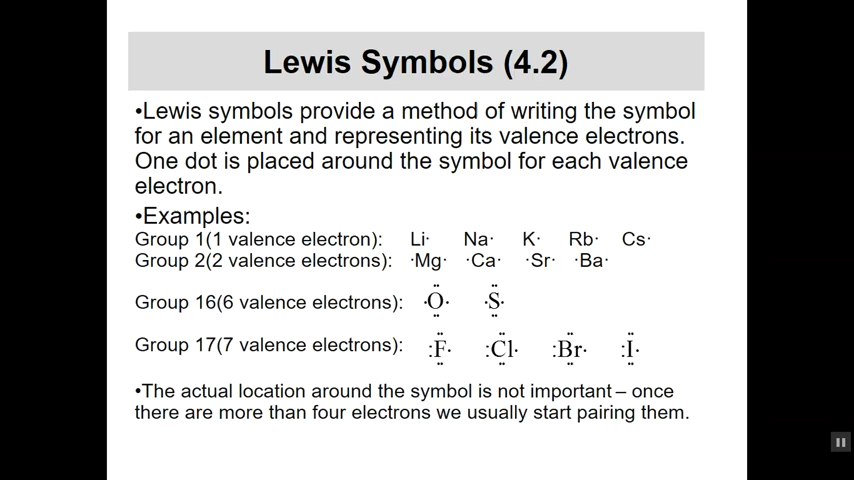 Lewis Symbols (4.2)
•Lewis symbols provide a method of writing the symbol
for an element and representing its valence electrons.
One dot is placed around the symbol for each valence
electron.
•Examples:
Group 1(1 valence electron): Li· Na· K· Rb· Cs·
Group 2(2 valence electrons): ·Mg· ·Ca· ·Sr· ·Ba·
Group 16(6 valence electrons): ·O· ·S·
Group 17(7 valence electrons): :F· :Cl· :Br· :I·
•The actual location around the symbol is not important – once
there are more than four electrons we usually start pairing them.